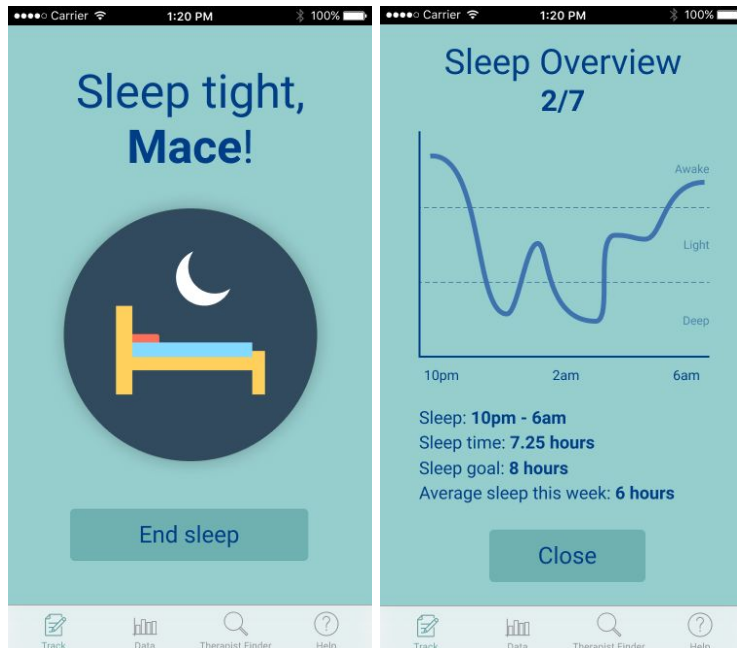 Carrier 1:20 PM 100%
Sleep tight,
Mace!
End sleep
Track Data Therapist Finder Help
Carrier 1:20 PM 100%
Sleep Overview
2/7
Awake
Light
Deep
10pm 2am 6am
Sleep: 10pm - 6am
Sleep time: 7.25 hours
Sleep goal: 8 hours
Average sleep this week: 6 hours
Close
Track Data Therapist Finder Help